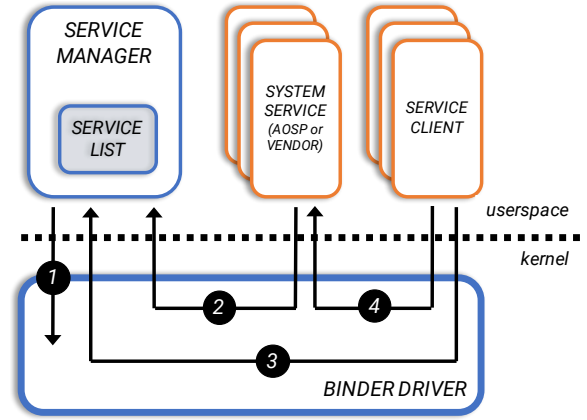 SERVICE
MANAGER
SERVICE
LIST
SYSTEM
SERVICE
(AOSP or
VENDOR)
SERVICE
CLIENT
userspace
kernel
1
2
4
3
BINDER DRIVER